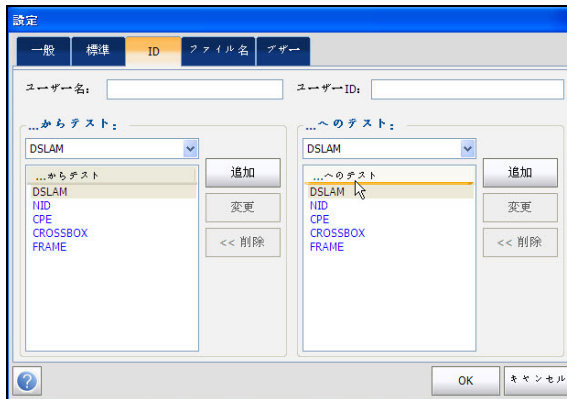 設定
一般 標準 ID ファイル名 ブザー
ユーザー名: ユーザーID:
...からテスト: ...へのテスト:
DSLAM DSLAM
...からテスト 追加 ...へのテスト 追加
DSLAM DSLAM
NID 変更 NID 変更
CPE CPE
CROSSBOX << 削除 CROSSBOX << 削除
FRAME FRAME
? OK キャンセル